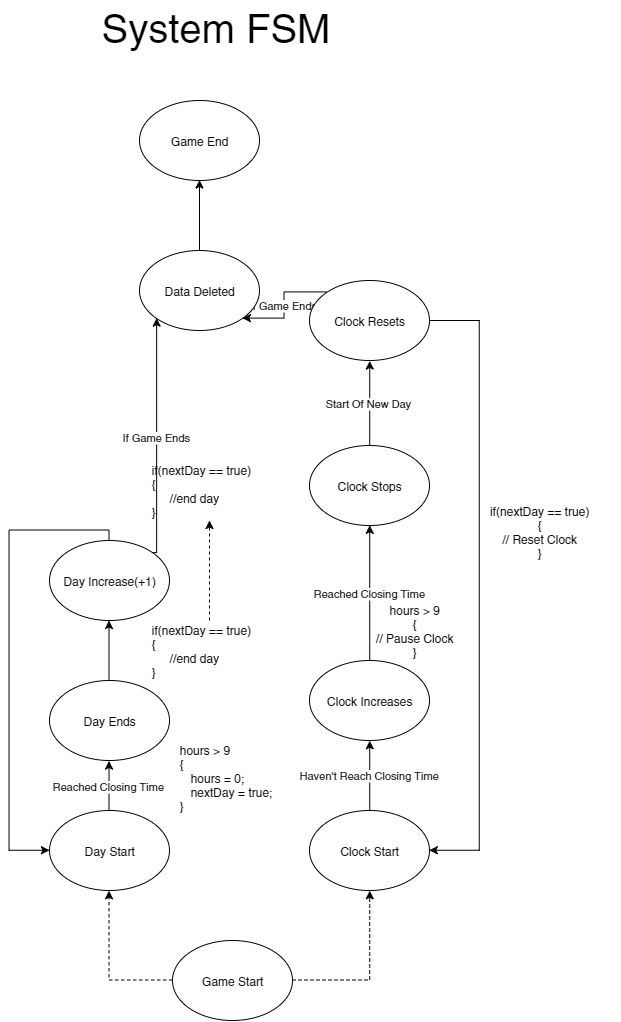 System FSM
Game End
Data Deleted
Game Ends
Clock Resets
Start Of New Day
If Game Ends
if(nextDay == true)
{
//end day
}
Clock Stops
if(nextDay == true)
{
// Reset Clock
}
Day Increase(+1)
Reached Closing Time
hours > 9
{
// Pause Clock
}
if(nextDay == true)
{
//end day
}
Clock Increases
Day Ends
hours > 9
{
hours = 0;
nextDay = true;
}
Reached Closing Time
Haven't Reach Closing Time
Day Start
Clock Start
Game Start